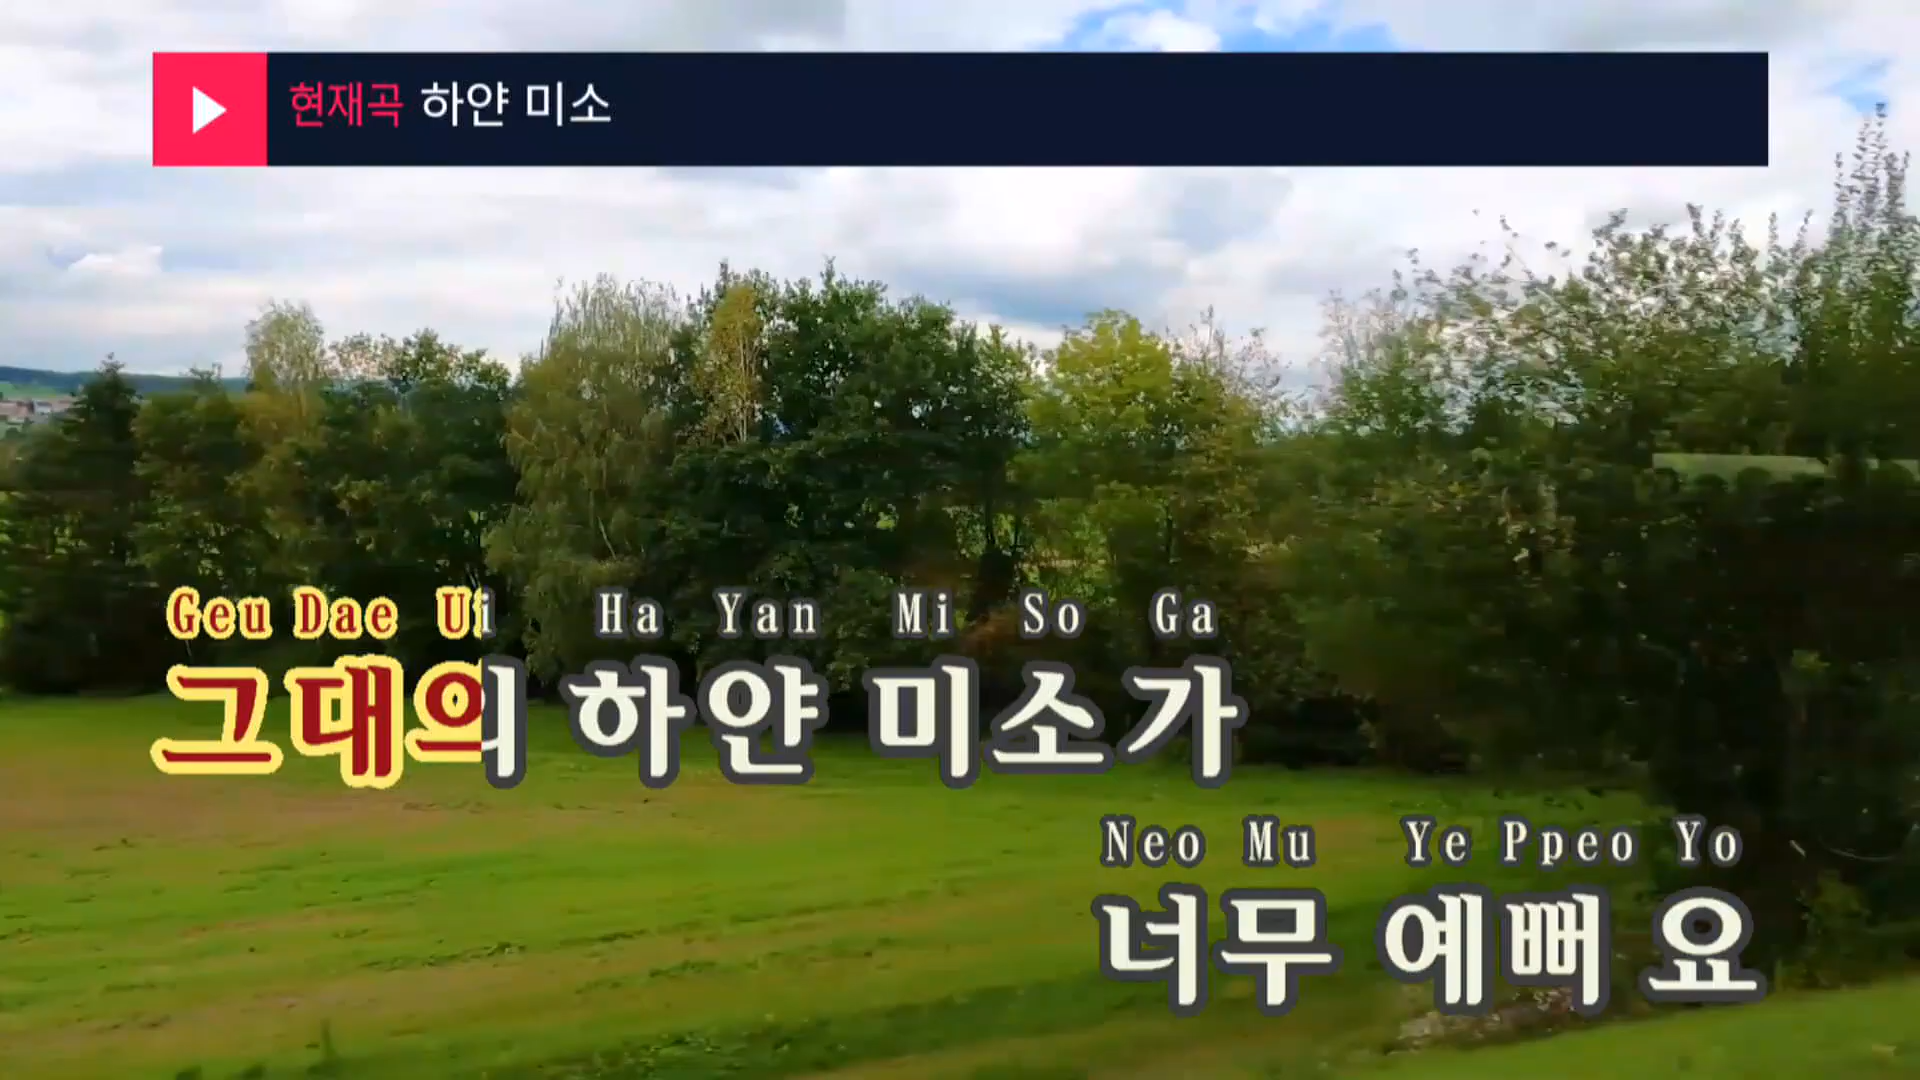 현재곡 하얀 미소
Geu Dae Ui Ha Yan Mi So Ga
그대의 하얀 미소가
Neo Mu Ye Ppeo Yo
너무 예뻐 요